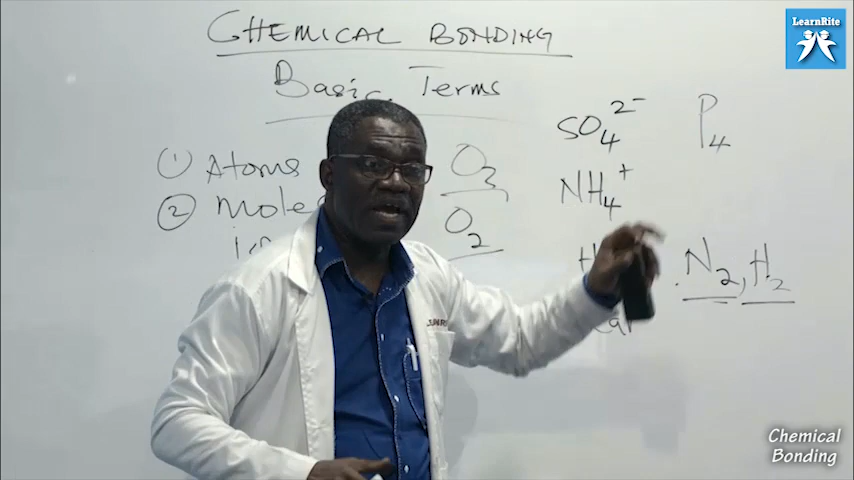 LearnRite
CHEMICAL BONDING
Basic Terms
① Atoms
② Mole
O3
O2
SO4 2-
NH4 +
P4
N2, H2
Chemical
Bonding